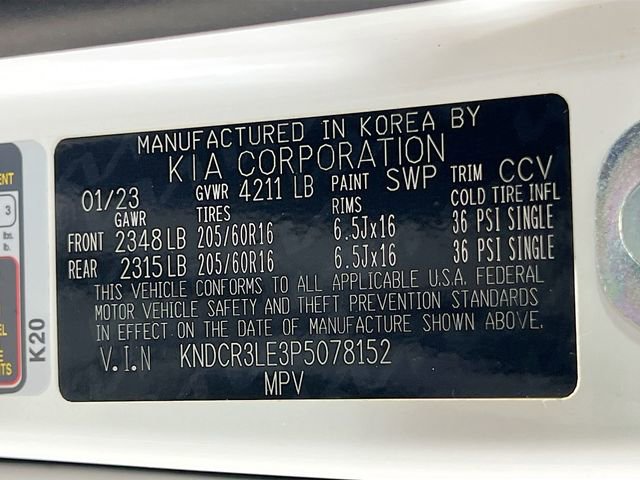 MANUFACTURED IN KOREA BY
KIA CORPORATION
01/23 GVWR 4211 LB PAINT SWP TRIM CCV
GAWR TIRES RIMS COLD TIRE INFL
FRONT 2348 LB 205/60R16 6.5Jx16 36 PSI SINGLE
REAR 2315 LB 205/60R16 6.5Jx16 36 PSI SINGLE
THIS VEHICLE CONFORMS TO ALL APPLICABLE U.S.A. FEDERAL
MOTOR VEHICLE SAFETY AND THEFT PREVENTION STANDARDS
IN EFFECT ON THE DATE OF MANUFACTURE SHOWN ABOVE.
V.I.N KNDCR3LE3P5078152
MPV
3
lbs.
lb.
K20